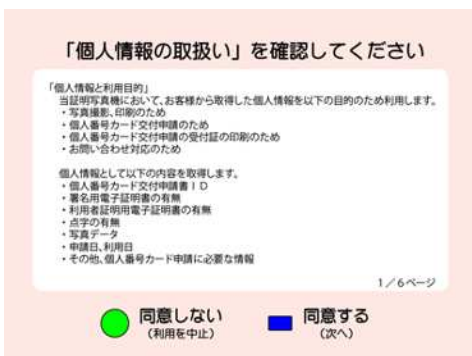 「個人情報の取扱い」を確認してください
「個人情報と利用目的」
当証明写真機において、お客様から取得した個人情報を以下の目的のため利用します。
・写真撮影、印刷のため
・個人番号カード交付申請のため
・個人番号カード交付申請の受付証の印刷のため
・お問い合わせ対応のため
個人情報として以下の内容を取得します。
・個人番号カード交付申請書ＩＤ
・署名用電子証明書の有無
・利用者証明用電子証明書の有無
・点字の有無
・写真データ
・申請日、利用日
・その他、個人番号カード申請に必要な情報
1／6ページ
同意しない
（利用を中止）
同意する
（次へ）